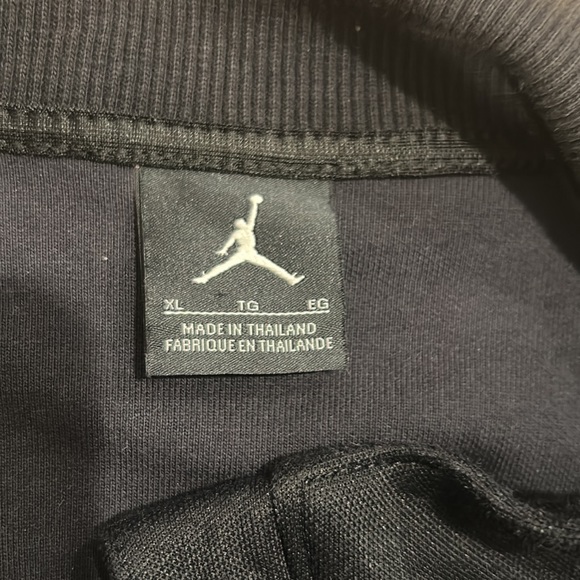 XL TG EG
MADE IN THAILAND
FABRIQUE EN THAILANDE